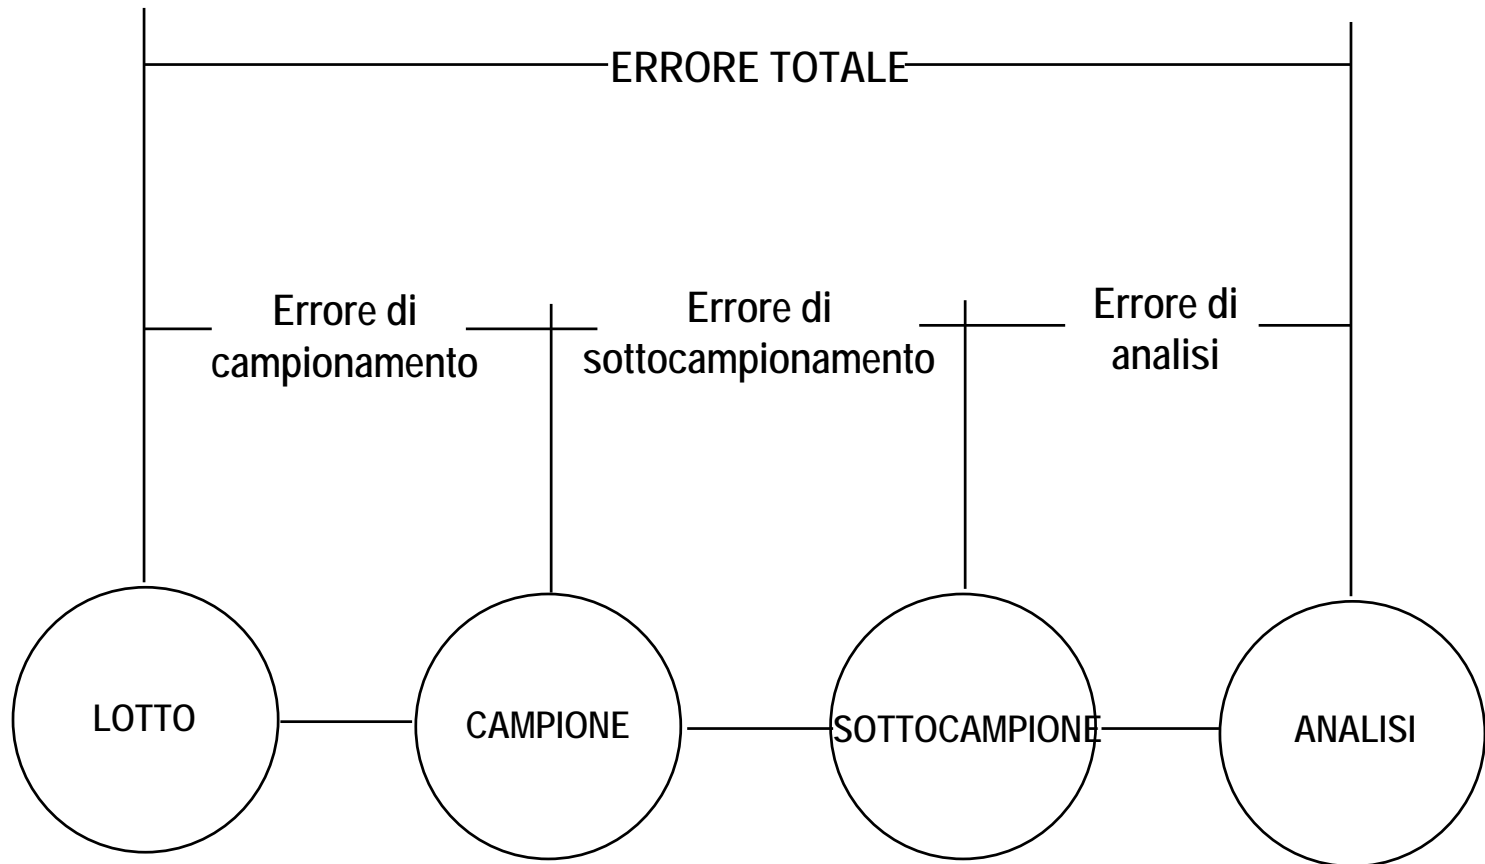 ERRORE TOTALE
Errore di
campionamento
Errore di
sottocampionamento
Errore di
analisi
LOTTO
CAMPIONE
SOTTOCAMPIONE
ANALISI